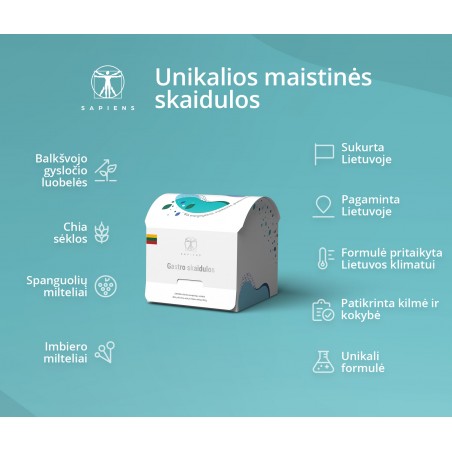 Unikalios maistinės
skaidulos
SAPIENS
Balkšvojo
gysločio
luobelės
Chia
sėklos
Spanguolių
milteliai
Imbiero
milteliai
Gastro skaidulos
Sukurta
Lietuvoje
Pagaminta
Lietuvoje
Formulė pritaikyta
Lietuvos klimatui
Patikrinta kilmė ir
kokybė
Unikali
formulė